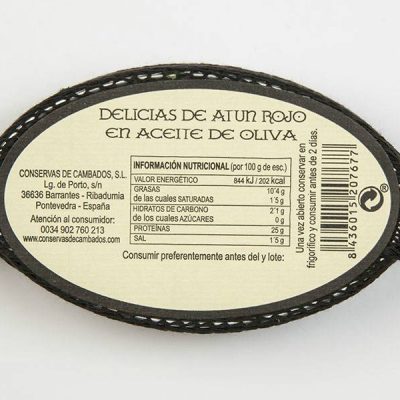 DELICIAS DE ATUN ROJO
EN ACEITE DE OLIVA
CONSERVAS DE CAMBADOS, S.L.
Lg. de Porto, s/n
36636 Barrantes - Ribadumia
Pontevedra - España
Atención al consumidor:
0034 902 760 213
www.conservasdecambados.com
INFORMACIÓN NUTRICIONAL (por 100 g de esc.)
VALOR ENERGÉTICO 844 kJ / 202 kcal
GRASAS 10'4 g
de las cuales SATURADAS 1'5 g
HIDRATOS DE CARBONO 2'1 g
de los cuales AZÚCARES 0 g
PROTEÍNAS 25 g
SAL 1'5 g
Consumir preferentemente antes del y lote:
Una vez abierto conservar en
frigorífico y consumir antes de 2 días.
8 436015 207677